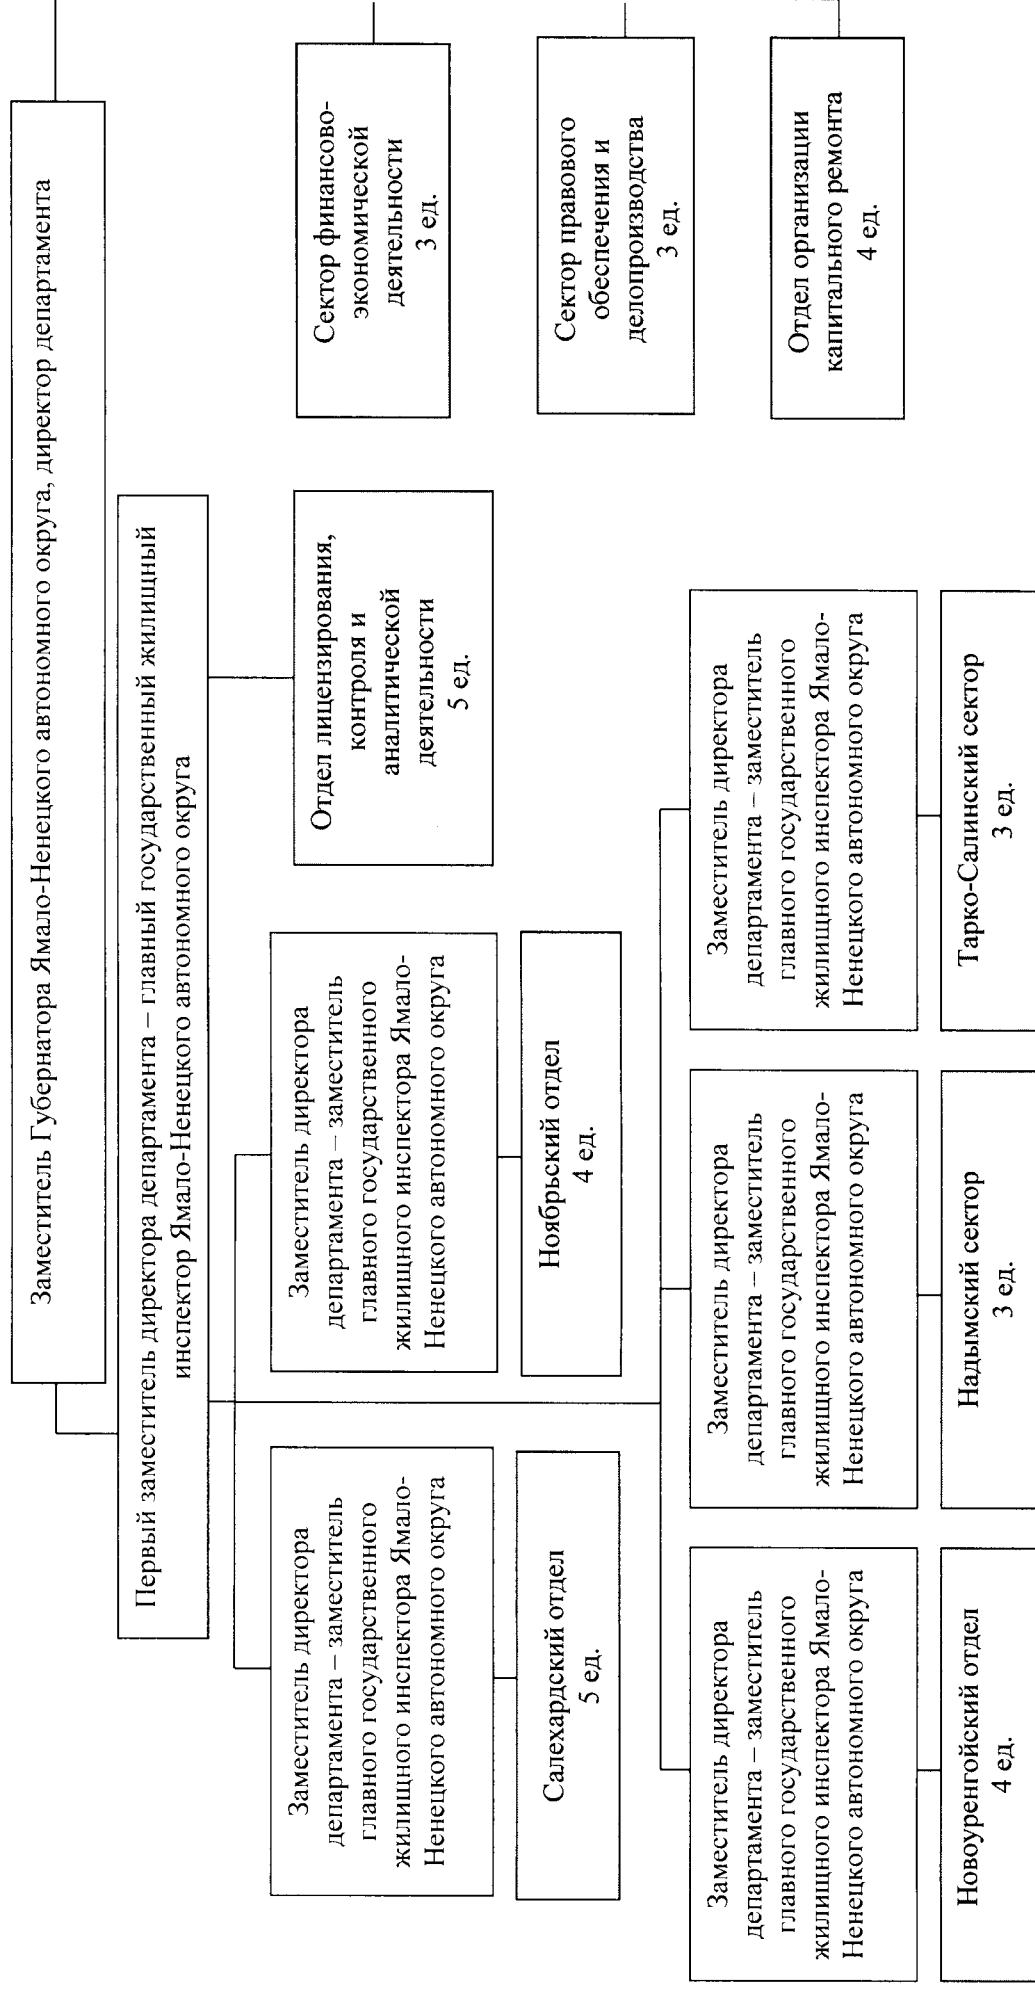 Заместитель Губернатора Ямало-Ненецкого автономного округа, директор департамента
Первый заместитель директора департамента – главный государственный жилищный
инспектор Ямало-Ненецкого автономного округа
Заместитель директора
департамента – заместитель
главного государственного
жилищного инспектора Ямало-
Ненецкого автономного округа
Салехардский отдел
5 ед.
Заместитель директора
департамента – заместитель
главного государственного
жилищного инспектора Ямало-
Ненецкого автономного округа
Ноябрьский отдел
4 ед.
Отдел лицензирования,
контроля и
аналитической
деятельности
5 ед.
Сектор финансово-
экономической
деятельности
3 ед.
Сектор правового
обеспечения и
делопроизводства
3 ед.
Отдел организации
капитального ремонта
4 ед.
Заместитель директора
департамента – заместитель
главного государственного
жилищного инспектора Ямало-
Ненецкого автономного округа
Новоуренгойский отдел
4 ед.
Заместитель директора
департамента – заместитель
главного государственного
жилищного инспектора Ямало-
Ненецкого автономного округа
Надымский сектор
3 ед.
Заместитель директора
департамента – заместитель
главного государственного
жилищного инспектора Ямало-
Ненецкого автономного округа
Тарко-Салинский сектор
3 ед.